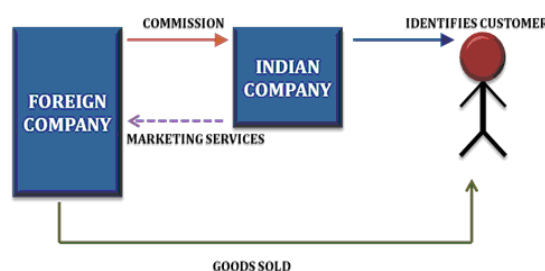 COMMISSION
IDENTIFIES CUSTOMER
FOREIGN
COMPANY
INDIAN
COMPANY
MARKETING SERVICES
GOODS SOLD